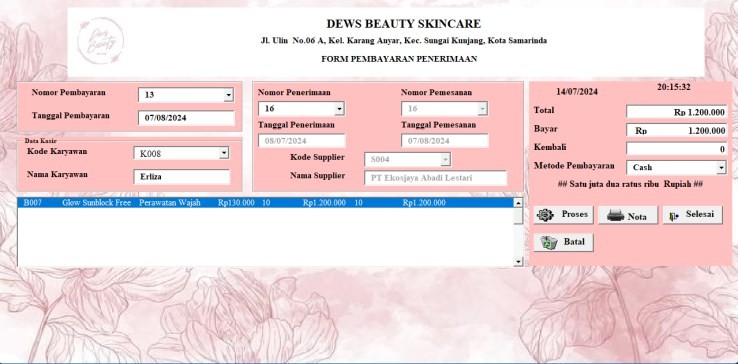 Dews Beauty
DEWS BEAUTY SKINCARE
Jl. Ulin No.06 A, Kel. Karang Anyar, Kec. Sungai Kunjang, Kota Samarinda
FORM PEMBAYARAN PENERIMAAN
Nomor Pembayaran 13
Tanggal Pembayaran 07/08/2024
Data Kasir
Kode Karyawan K008
Nama Karyawan Erliza
Nomor Penerimaan Nomor Pemesanan
16 16
Tanggal Penerimaan Tanggal Pemesanan
08/07/2024 07/08/2024
Kode Supplier S004
Nama Supplier PT Ekosjaya Abadi Lestari
14/07/2024 20:15:32
Total Rp 1.200.000
Bayar Rp 1.200.000
Kembali 0
Metode Pembayaran Cash
## Satu juta dua ratus ribu Rupiah ##
Proses Nota Selesai
Batal
B007 Glow Sunblock Free Perawatan Wajah Rp130.000 10 Rp1.200.000 10 Rp1.200.000